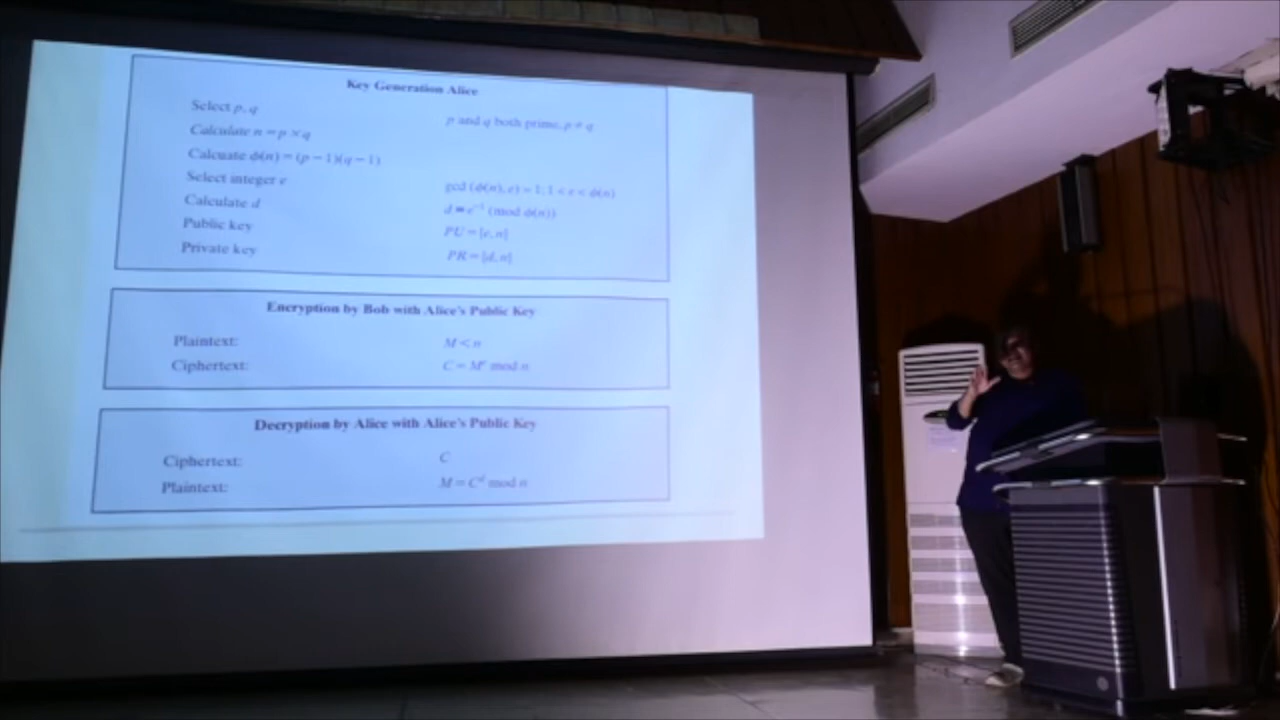 Key Generation Alice
Select p, q p and q both prime, p ≠ q
Calculate n = p × q
Calcuate ϕ(n) = (p − 1)(q − 1)
Select integer e gcd (ϕ(n), e) = 1; 1 < e < ϕ(n)
Calculate d d ≡ e⁻¹ (mod ϕ(n))
Public key PU = {e, n}
Private key PR = {d, n}
Encryption by Bob with Alice's Public Key
Plaintext: M < n
Ciphertext: C = Mᵉ mod n
Decryption by Alice with Alice's Public Key
Ciphertext: C
Plaintext: M = Cᵈ mod n